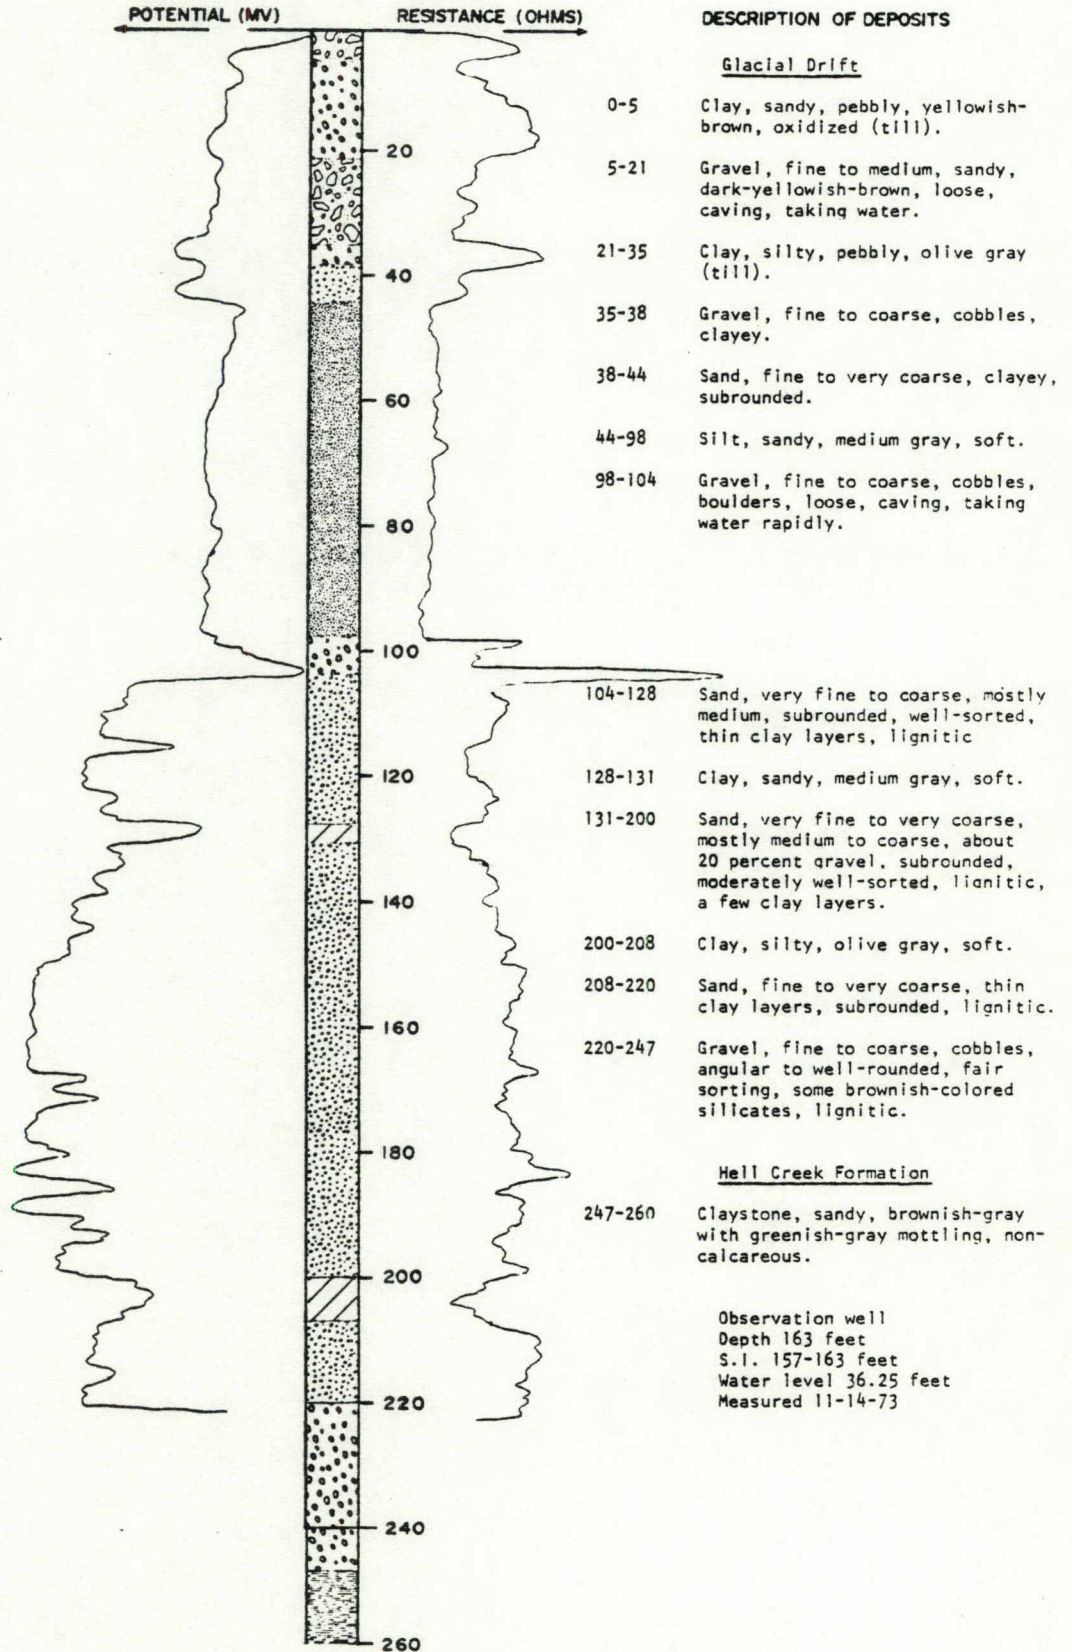 POTENTIAL (MV)
RESISTANCE (OHMS)
DESCRIPTION OF DEPOSITS
Glacial Drift
0-5 Clay, sandy, pebbly, yellowish-
brown, oxidized (till).
5-21 Gravel, fine to medium, sandy,
dark-yellowish-brown, loose,
caving, taking water.
21-35 Clay, silty, pebbly, olive gray
(till).
35-38 Gravel, fine to coarse, cobbles,
clayey.
38-44 Sand, fine to very coarse, clayey,
subrounded.
44-98 Silt, sandy, medium gray, soft.
98-104 Gravel, fine to coarse, cobbles,
boulders, loose, caving, taking
water rapidly.
104-128 Sand, very fine to coarse, mostly
medium, subrounded, well-sorted,
thin clay layers, lignitic
128-131 Clay, sandy, medium gray, soft.
131-200 Sand, very fine to very coarse,
mostly medium to coarse, about
20 percent gravel, subrounded,
moderately well-sorted, lignitic,
a few clay layers.
200-208 Clay, silty, olive gray, soft.
208-220 Sand, fine to very coarse, thin
clay layers, subrounded, lignitic.
220-247 Gravel, fine to coarse, cobbles,
angular to well-rounded, fair
sorting, some brownish-colored
silicates, lignitic.
Hell Creek Formation
247-260 Claystone, sandy, brownish-gray
with greenish-gray mottling, non-
calcareous.
Observation well
Depth 163 feet
S.I. 157-163 feet
Water level 36.25 feet
Measured 11-14-73
20
40
60
80
100
120
140
160
180
200
220
240
260